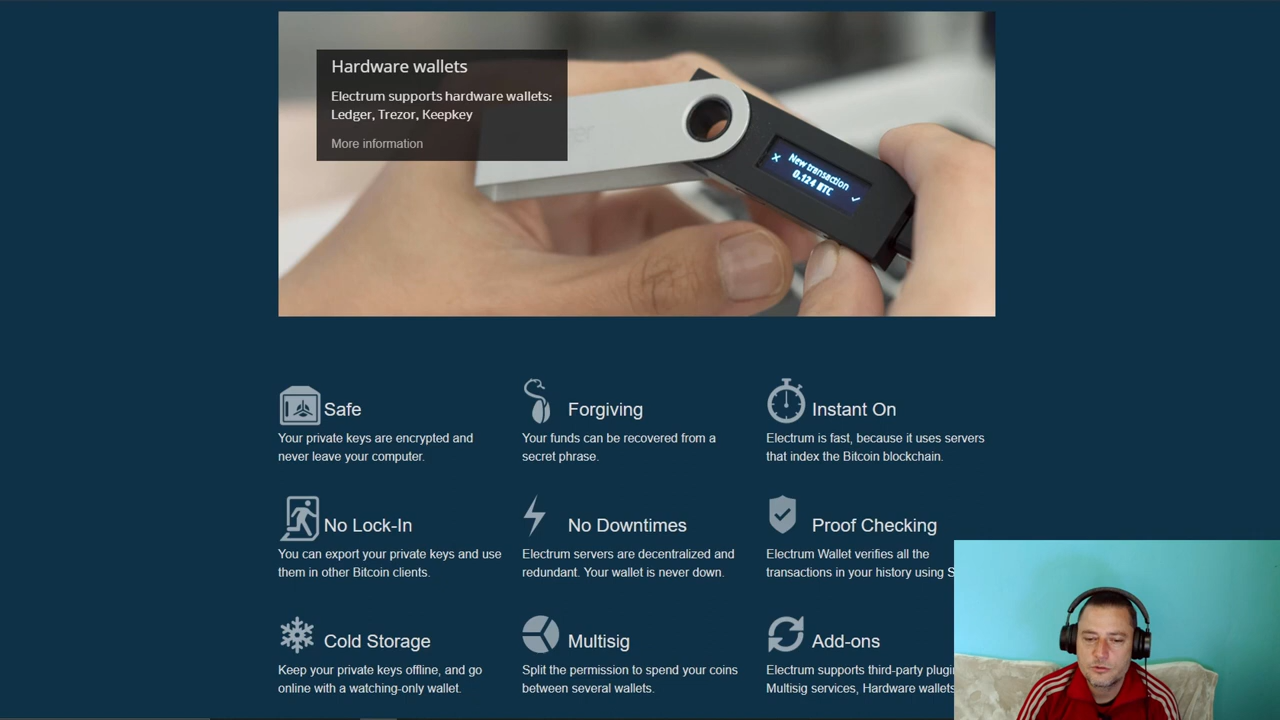 Hardware wallets
Electrum supports hardware wallets:
Ledger, Trezor, Keepkey
More information
New transaction
0.124 BTC
Safe
Your private keys are encrypted and
never leave your computer.
Forgiving
Your funds can be recovered from a
secret phrase.
Instant On
Electrum is fast, because it uses servers
that index the Bitcoin blockchain.
No Lock-In
You can export your private keys and use
them in other Bitcoin clients.
No Downtimes
Electrum servers are decentralized and
redundant. Your wallet is never down.
Proof Checking
Electrum Wallet verifies all the
transactions in your history using
Cold Storage
Keep your private keys offline, and go
online with a watching-only wallet.
Multisig
Split the permission to spend your coins
between several wallets.
Add-ons
Electrum supports third-party
Multisig services, Hardware wallets